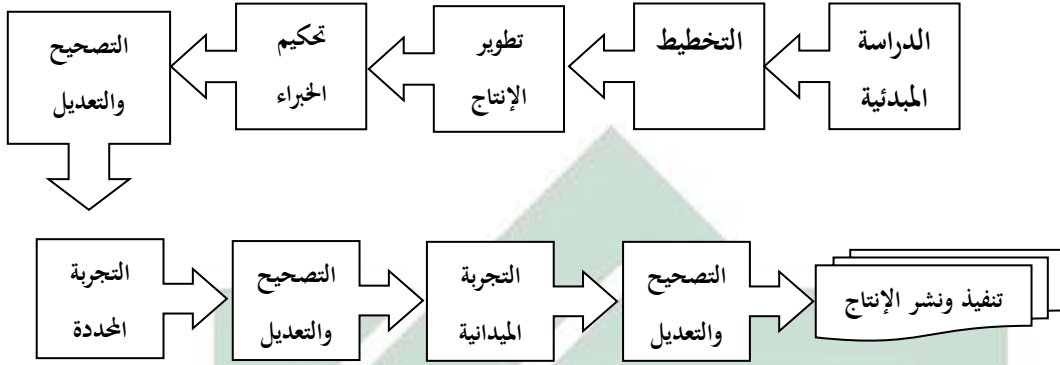 الدراسة
المبدئية
التخطيط
تطوير
الإنتاج
تحكيم
الخبراء
التصحيح
والتعديل
التجربة
المحددة
التصحيح
والتعديل
التجربة
الميدانية
التصحيح
والتعديل
تنفيذ ونشر الإنتاج